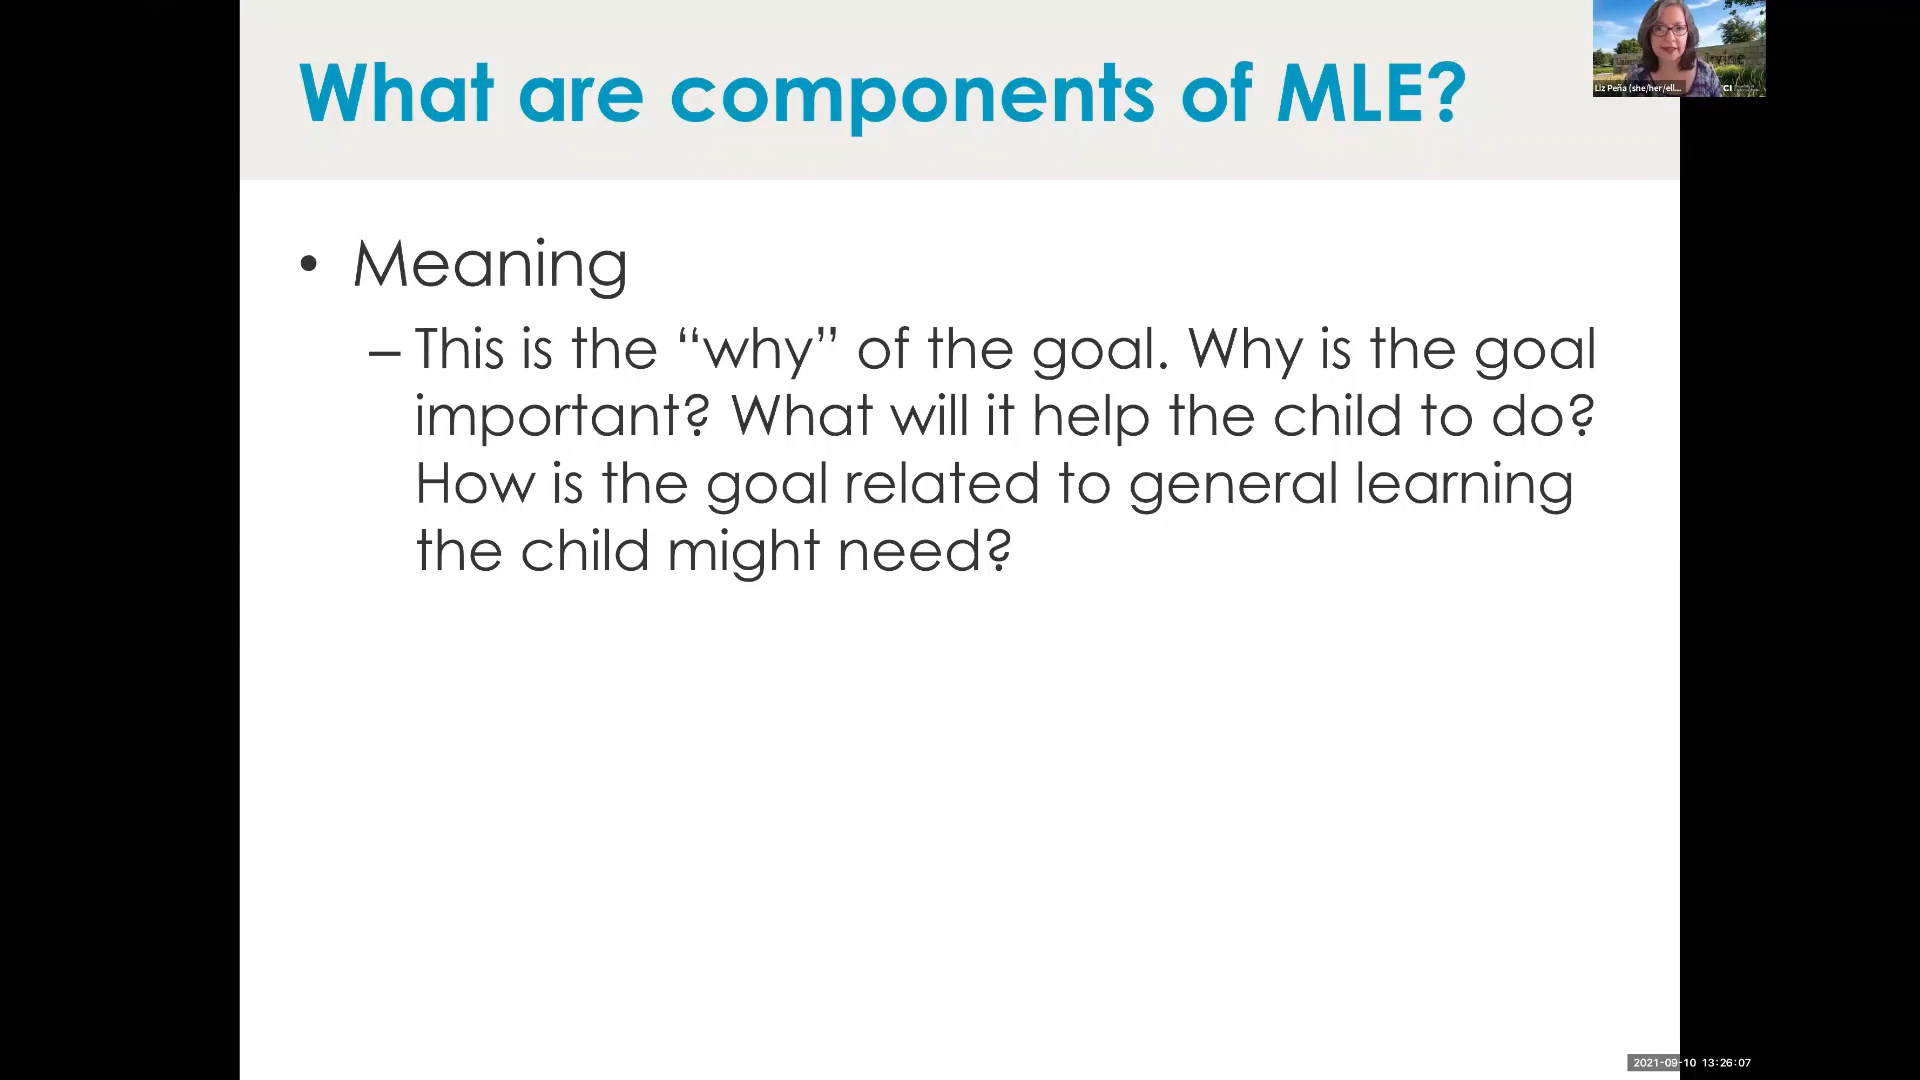 What are components of MLE?
• Meaning
– This is the “why” of the goal. Why is the goal
important? What will it help the child to do?
How is the goal related to general learning
the child might need?
Liz Peña (she/her/ell...
CI
2021-09-10 13:26:07